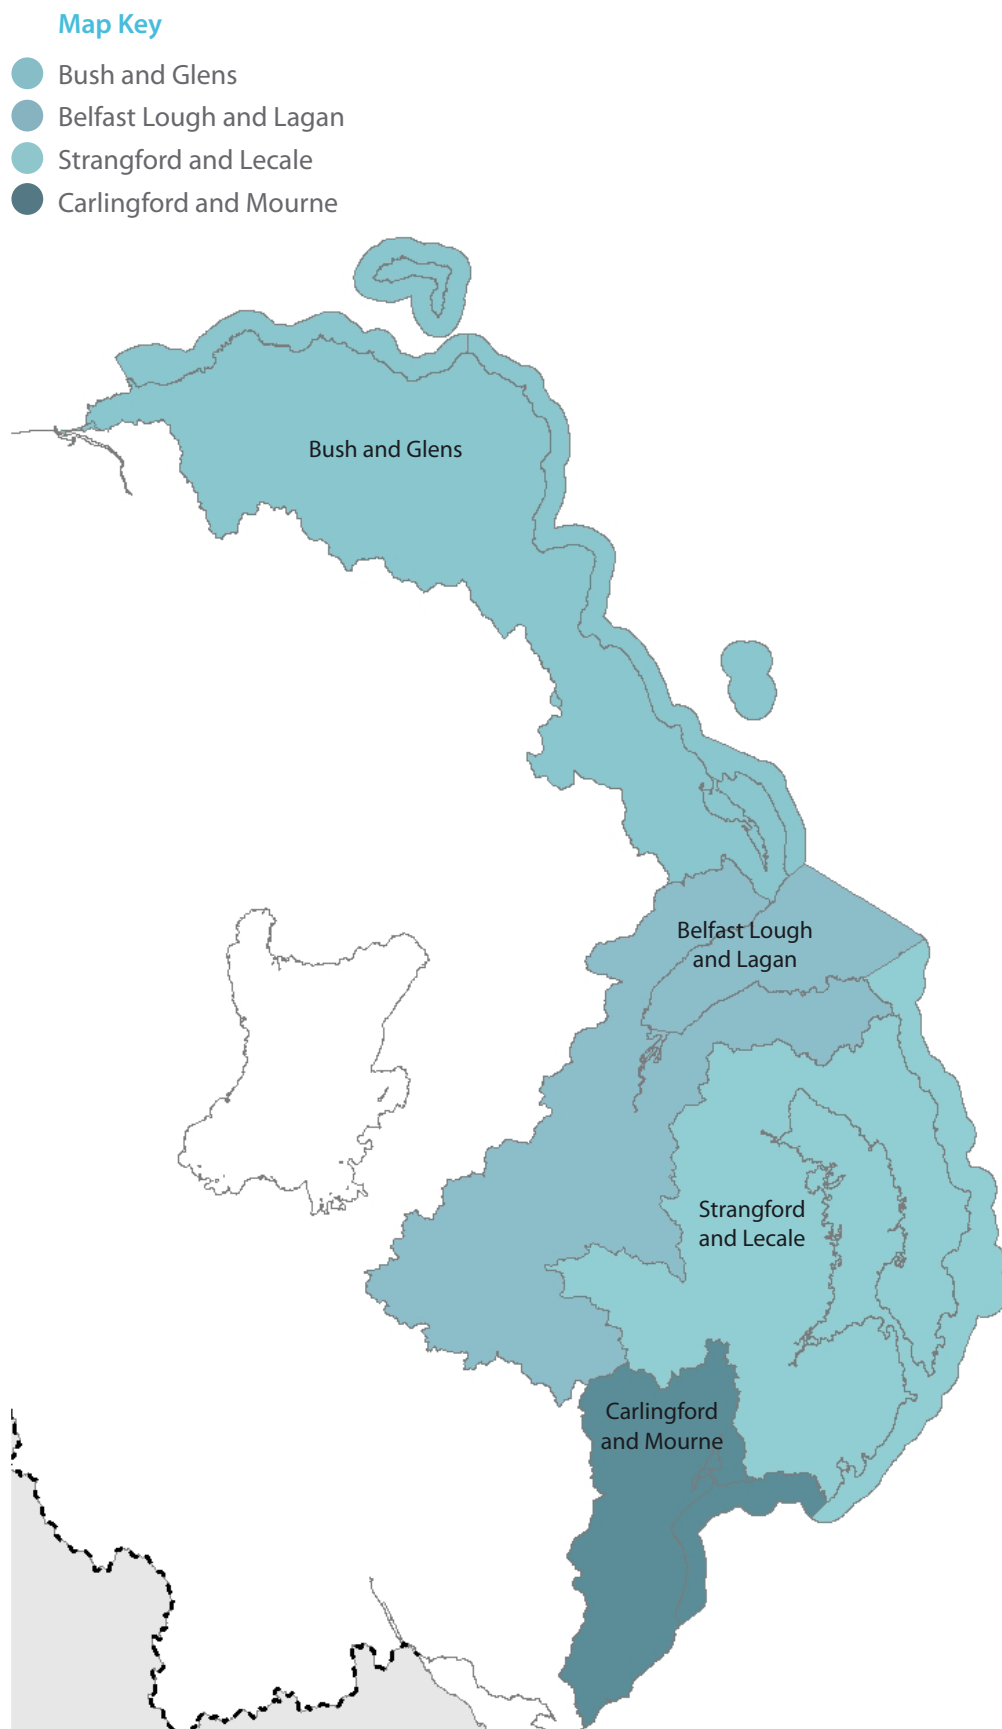 Map Key
Bush and Glens
Belfast Lough and Lagan
Strangford and Lecale
Carlingford and Mourne
Bush and Glens
Belfast Lough
and Lagan
Strangford
and Lecale
Carlingford
and Mourne